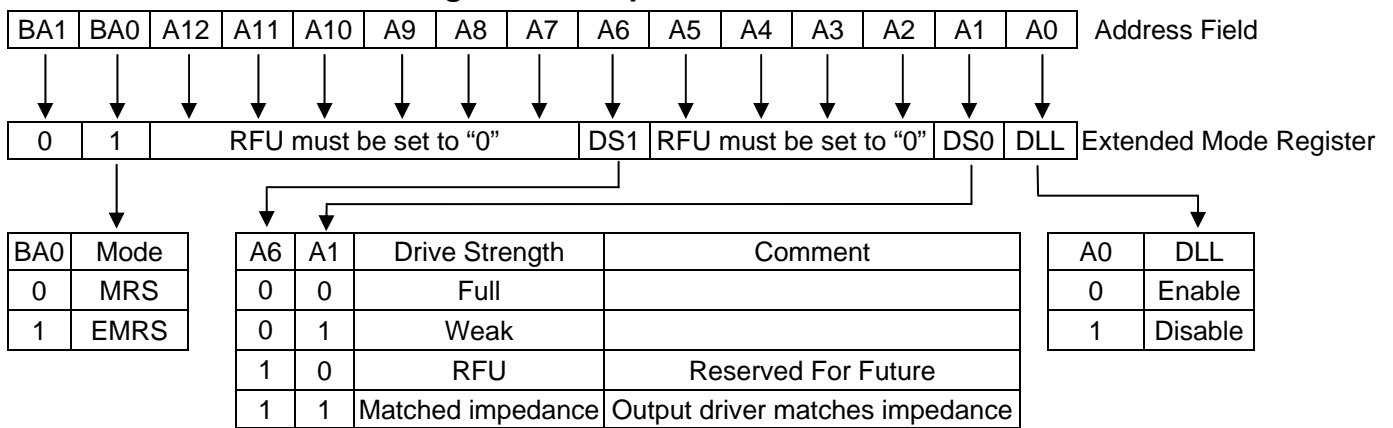 BA1 BA0 A12 A11 A10 A9 A8 A7 A6 A5 A4 A3 A2 A1 A0 Address Field
0 1 RFU must be set to “0” DS1 RFU must be set to “0” DS0 DLL Extended Mode Register
BA0 Mode A6 A1 Drive Strength Comment A0 DLL
0 MRS 0 0 Full 0 Enable
1 EMRS 0 1 Weak 1 Disable
1 0 RFU Reserved For Future
1 1 Matched impedance Output driver matches impedance